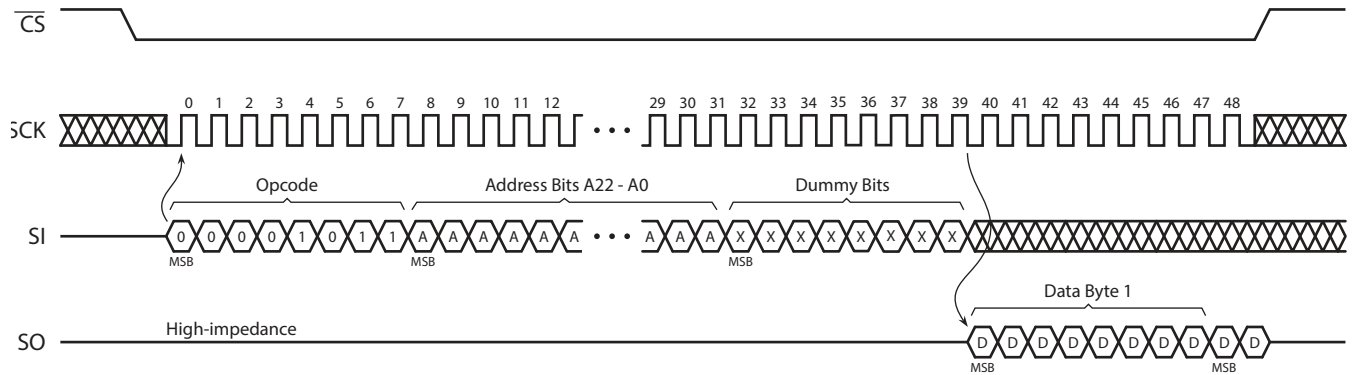 CS
0 1 2 3 4 5 6 7 8 9 10 11 12 29 30 31 32 33 34 35 36 37 38 39 40 41 42 43 44 45 46 47 48
SCK • • •
Opcode Address Bits A22 - A0 Dummy Bits
SI 0 0 0 0 1 0 1 1 A A A A A A • • • A A A X X X X X X X X
MSB MSB MSB
Data Byte 1
High-impedance
SO D D D D D D D D D D
MSB MSB